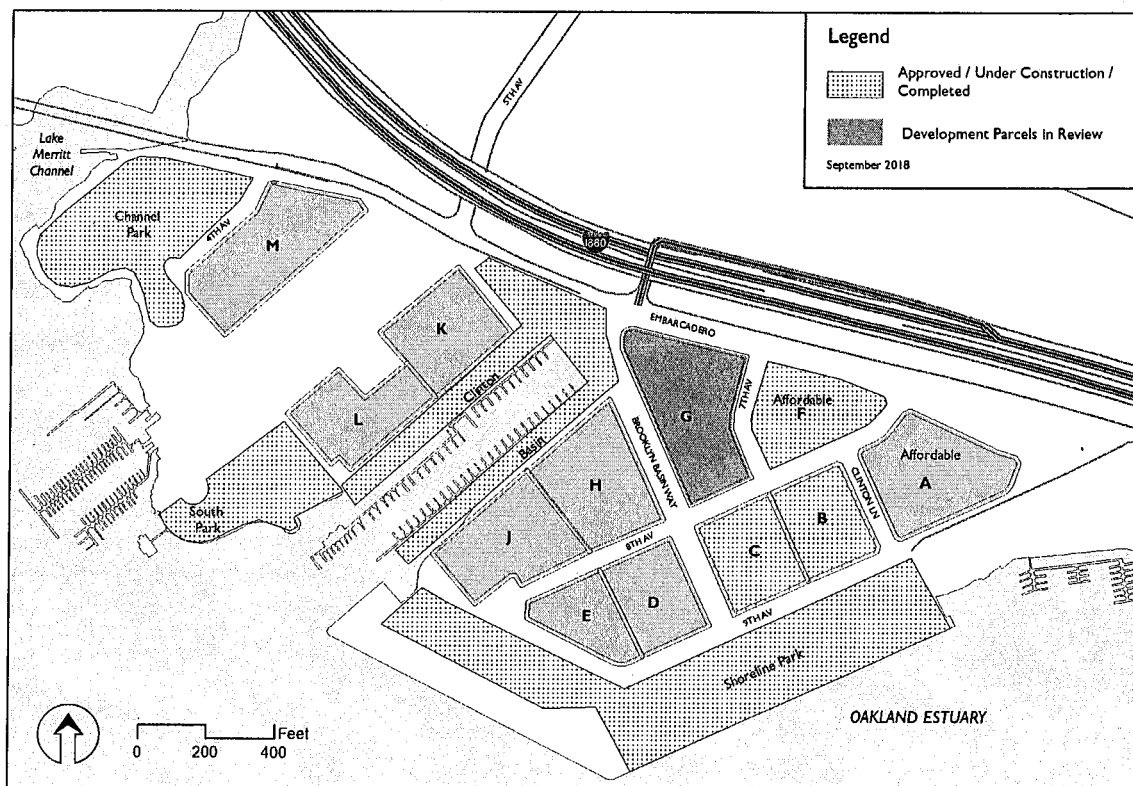 Legend
Approved / Under Construction /
Completed
Development Parcels in Review
September 2018
5TH AV
Lake
Merritt
Channel
Channel
Park
4TH AV
M
I880
K
EMBARCADERO
L
Clinton
Basin
G
7TH AV
Affordable
F
BROOKLYN BASIN WAY
Affordable
A
CLINTON LN
South
Park
H
J
8TH AV
B
C
E
D
9TH AV
Shoreline Park
OAKLAND ESTUARY
Feet
0 200 400